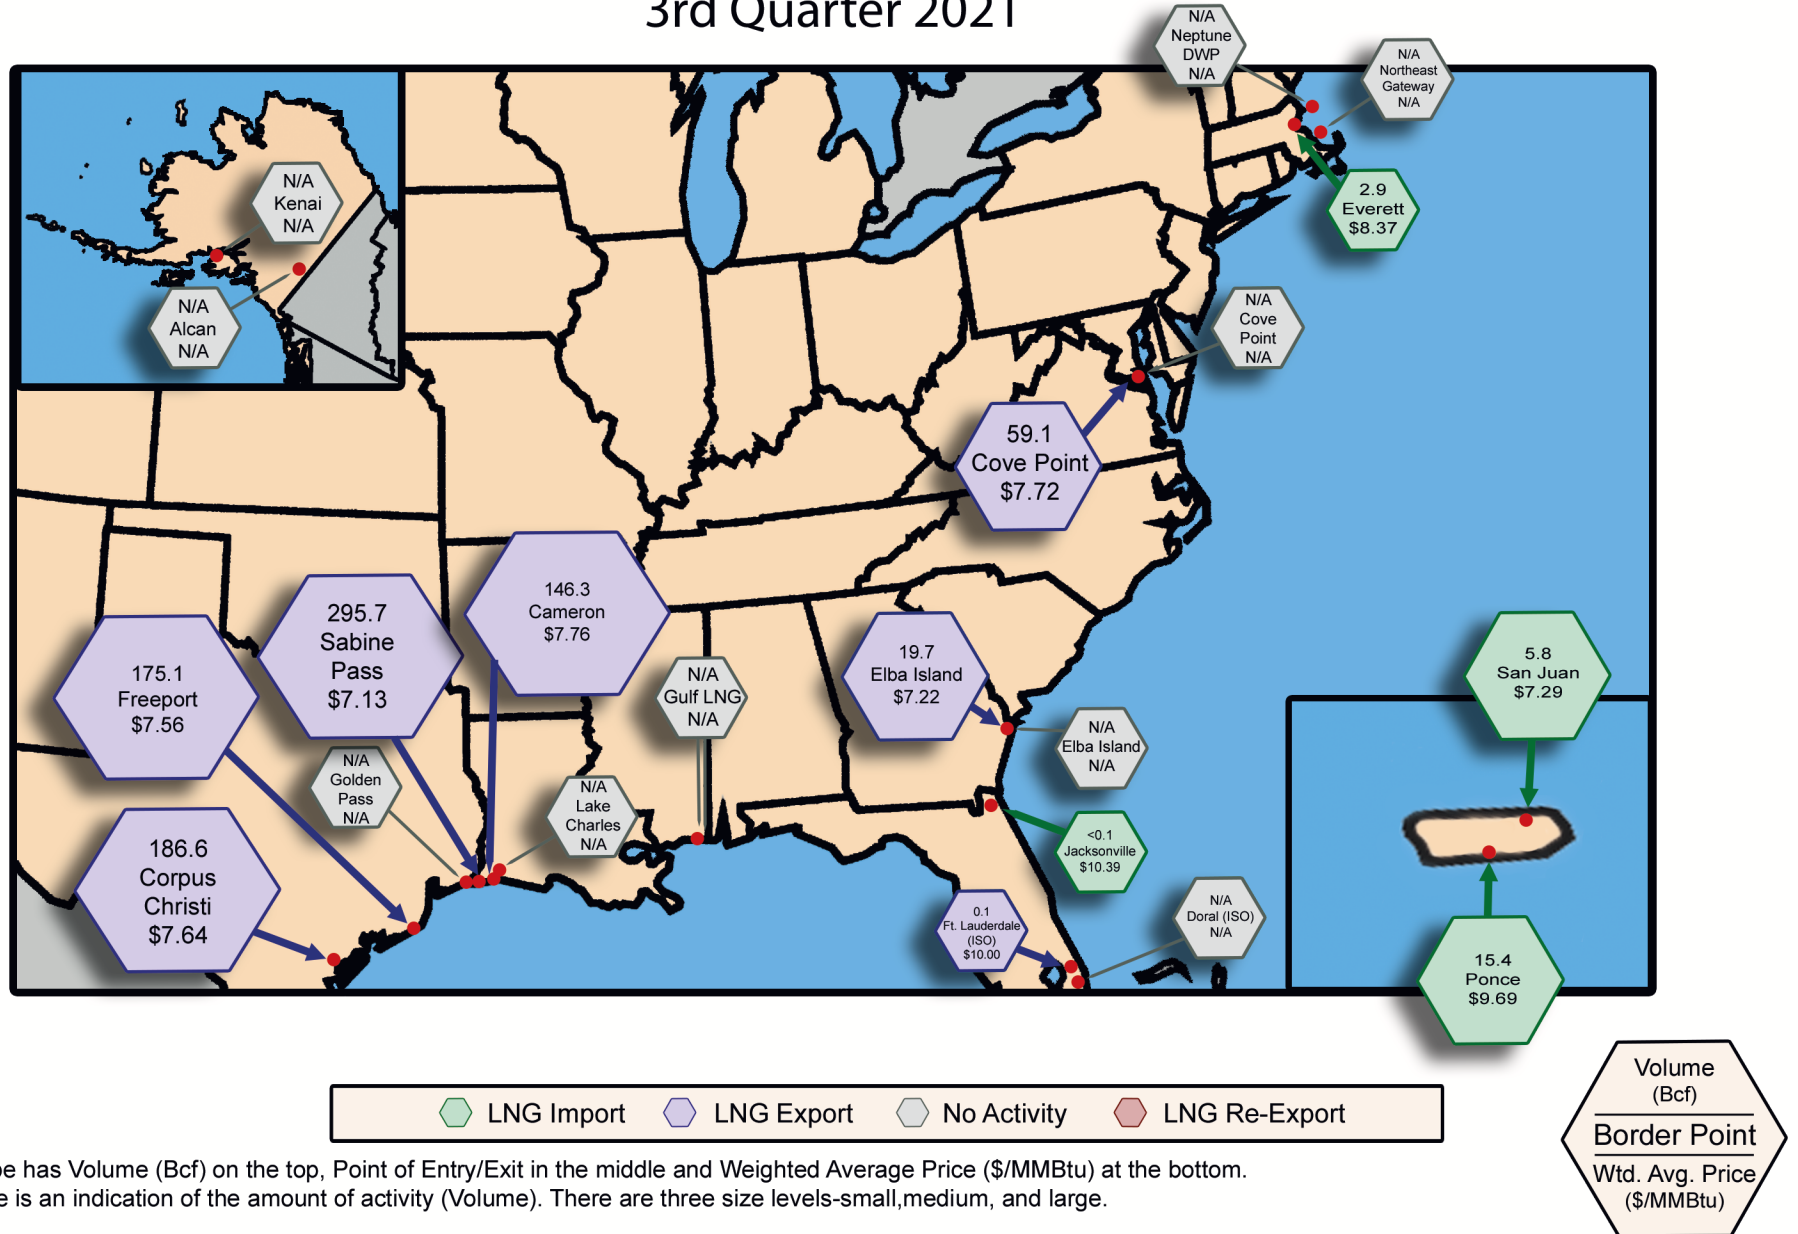 3rd Quarter 2021
N/A
Neptune
DWP
N/A
N/A
Northeast
Gateway
N/A
2.9
Everett
$8.37
N/A
Kenai
N/A
N/A
Alcan
N/A
N/A
Cove
Point
N/A
59.1
Cove Point
$7.72
146.3
Cameron
$7.76
295.7
Sabine
Pass
$7.13
175.1
Freeport
$7.56
N/A
Gulf LNG
N/A
19.7
Elba Island
$7.22
5.8
San Juan
$7.29
N/A
Elba Island
N/A
N/A
Golden
Pass
N/A
N/A
Lake
Charles
N/A
186.6
Corpus
Christi
$7.64
<0.1
Jacksonville
$10.39
0.1
Ft. Lauderdale
(ISO)
$10.00
N/A
Doral (ISO)
N/A
15.4
Ponce
$9.69
LNG Import
LNG Export
No Activity
LNG Re-Export
Volume
(Bcf)
Border Point
Wtd. Avg. Price
($/MMBtu)
has Volume (Bcf) on the top, Point of Entry/Exit in the middle and Weighted Average Price ($/MMBtu) at the bottom.
is an indication of the amount of activity (Volume). There are three size levels-small,medium, and large.